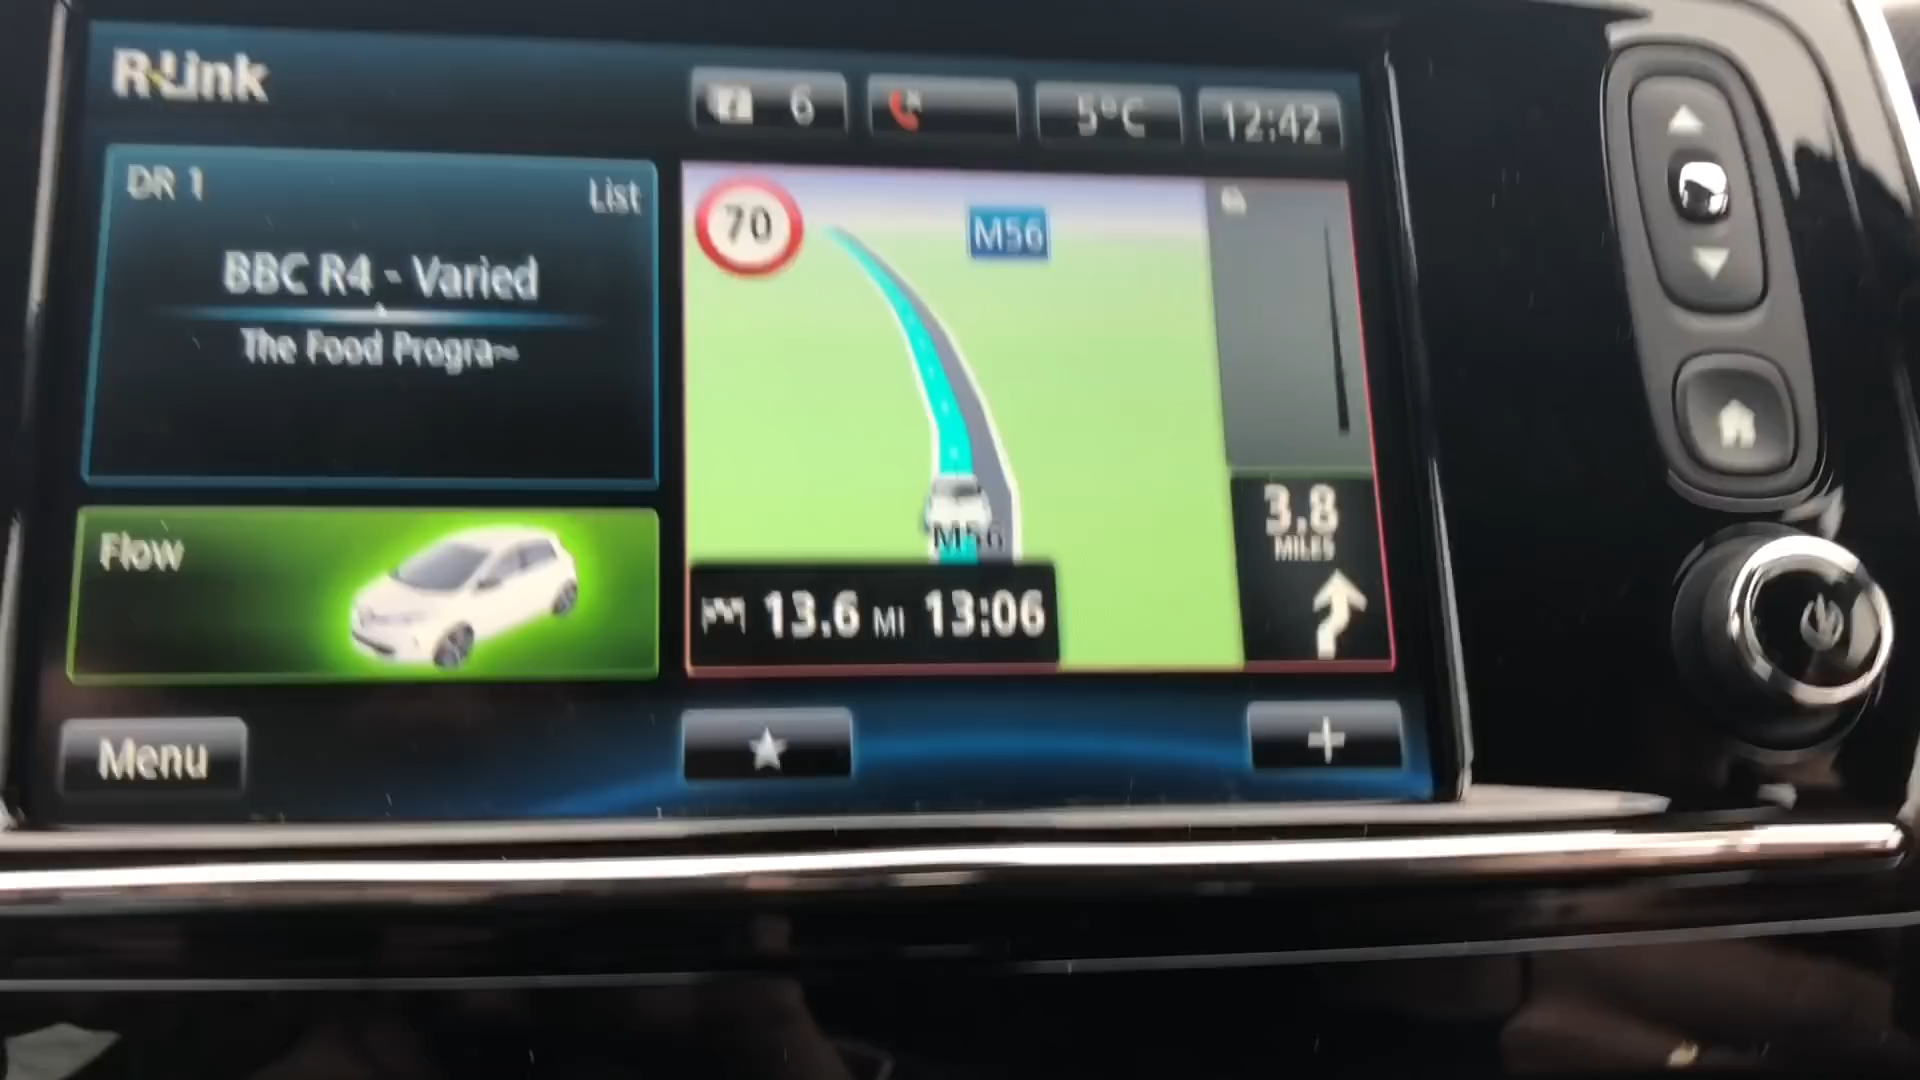 R-Link
6
5°C
12:42
DR 1
List
BBC R4 - Varied
The Food Progra~
Flow
70
M56
M56
3.8
MILES
13.6 MI 13:06
Menu